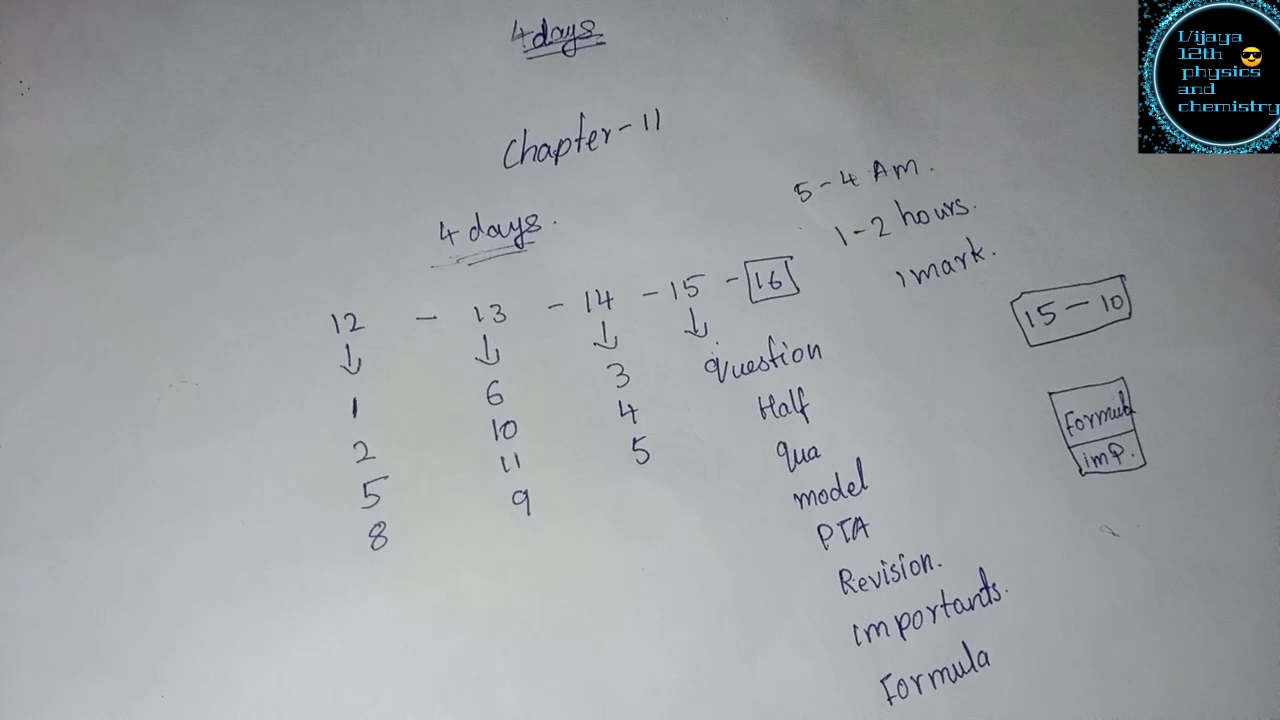 4 days
Vijaya
12th 😎
physics
and
chemistry
Chapter - 11
5 - 4 Am.
1 - 2 hours.
1 mark.
4 days.
12 - 13 - 14 - 15 - 16
15 - 10
↓ ↓ ↓ ↓
1 6 3 Question
2 10 4 Half
5 11 5 Qua
8 9 model
PTA
Revision.
importants.
Formula
Formula
imp.